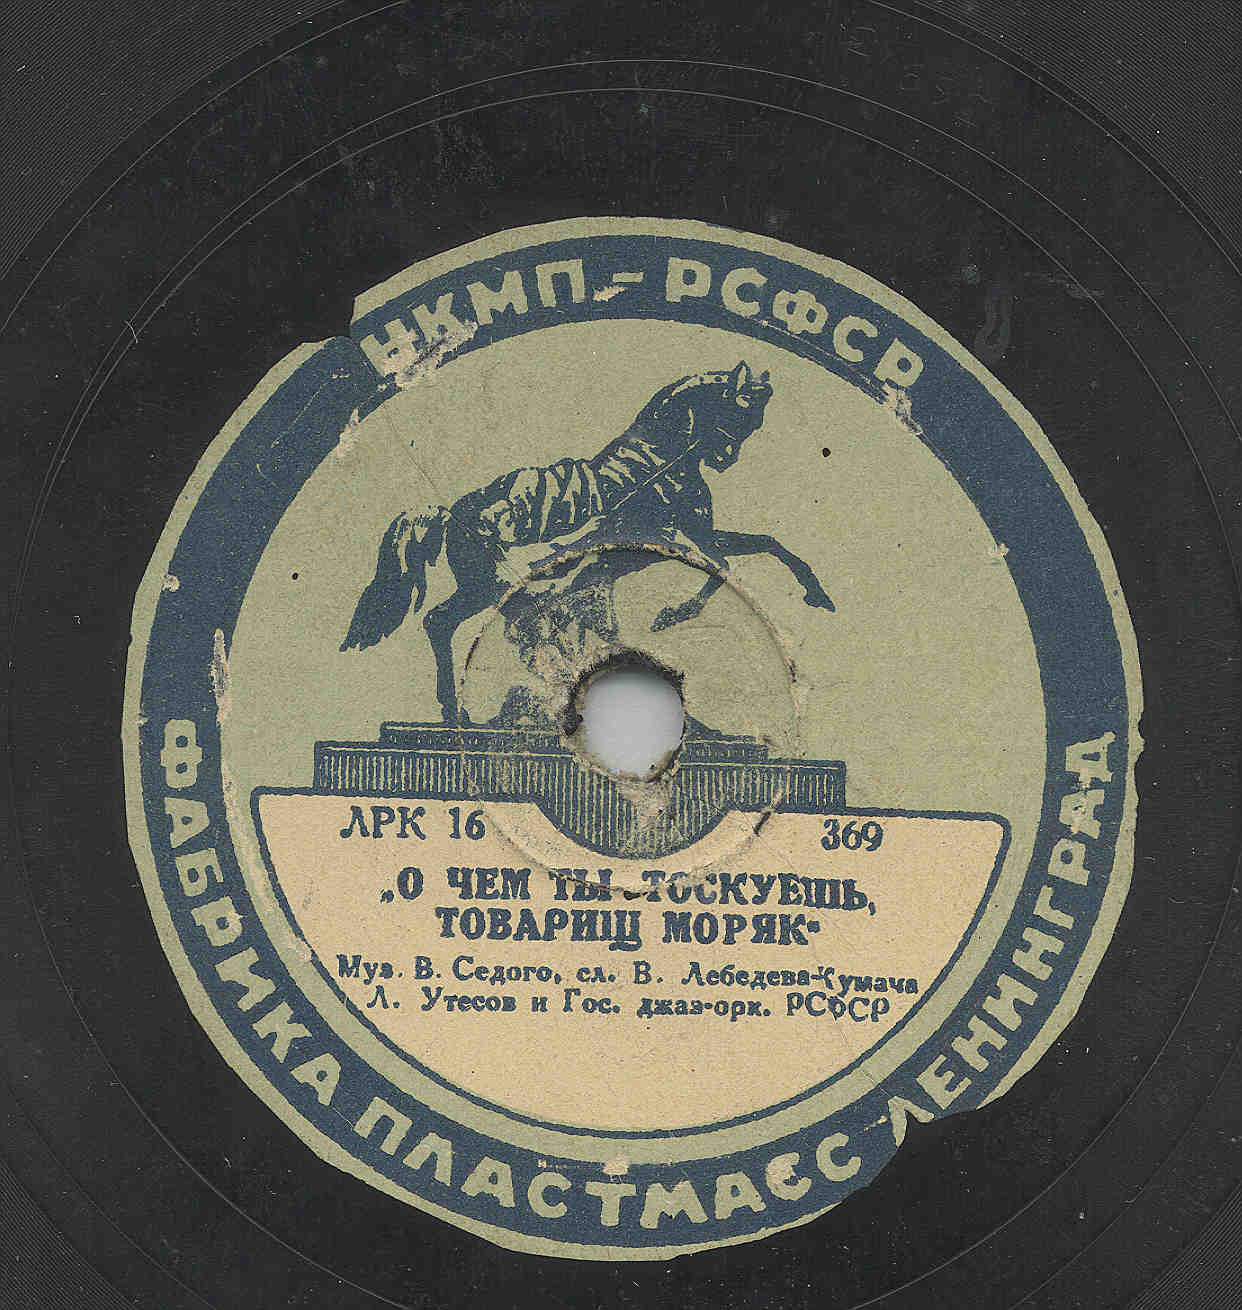 НКМП-РСФСР
ЛРК 16 369
„О ЧЕМ ТЫ ТОСКУЕШЬ,
ТОВАРИЩ МОРЯК“
Муз. В. Седого, сл. В. Лебедева-Кумача
Л. Утесов и Гос. джаз-орк. РСФСР
ФАБРИКА ПЛАСТМАСС ЛЕНИНГРАД